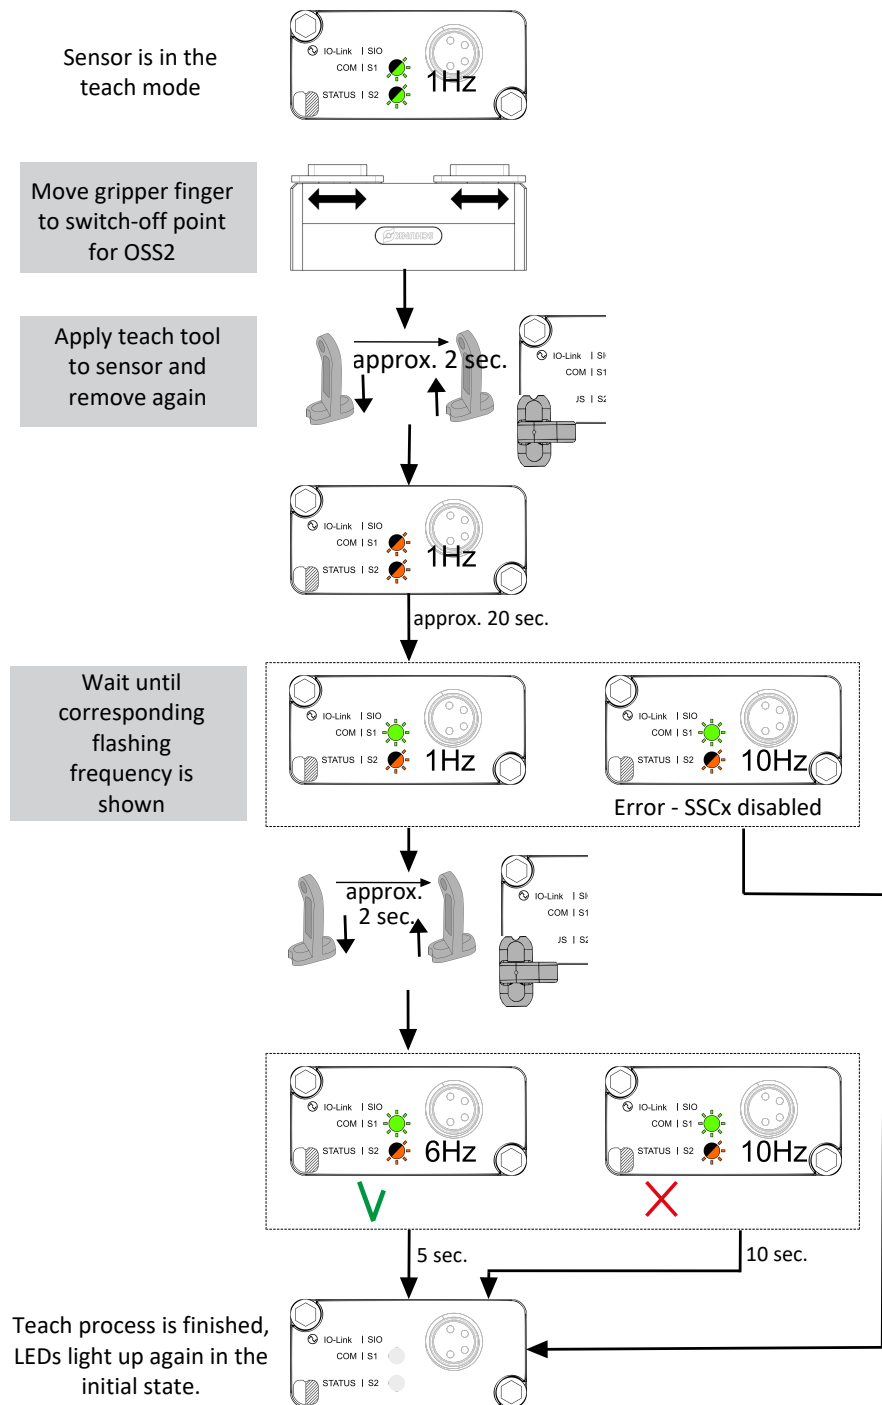 Sensor is in the
teach mode
IO-Link | SIO
COM | S1
STATUS | S2
1Hz
Move gripper finger
to switch-off point
for OSS2
SCHUNK
Apply teach tool
to sensor and
remove again
approx. 2 sec.
IO-Link | SI
COM | S1
JS | S2
IO-Link | SIO
COM | S1
STATUS | S2
1Hz
approx. 20 sec.
Wait until
corresponding
flashing
frequency is
shown
IO-Link | SIO
COM | S1
STATUS | S2
1Hz
IO-Link | SIO
COM | S1
STATUS | S2
10Hz
Error - SSCx disabled
approx.
2 sec.
IO-Link | SI
COM | S1
JS | S2
IO-Link | SIO
COM | S1
STATUS | S2
6Hz
IO-Link | SIO
COM | S1
STATUS | S2
10Hz
5 sec.
10 sec.
Teach process is finished,
LEDs light up again in the
initial state.
IO-Link | SIO
COM | S1
STATUS | S2